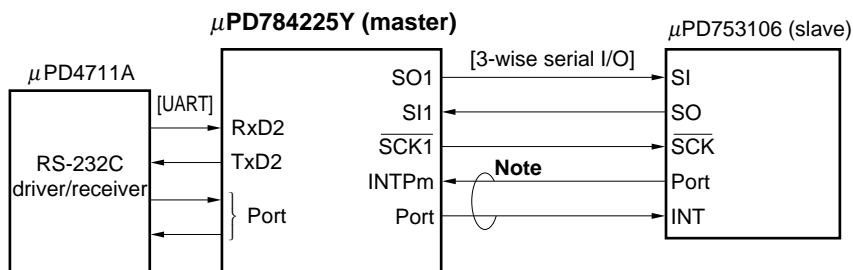 μPD784225Y (master)
μPD753106 (slave)
μPD4711A
[3-wise serial I/O]
[UART]
RS-232C
driver/receiver
RxD2
TxD2
Port
SO1
SI1
SCK1
INTPm
Port
Note
SI
SO
SCK
Port
INT